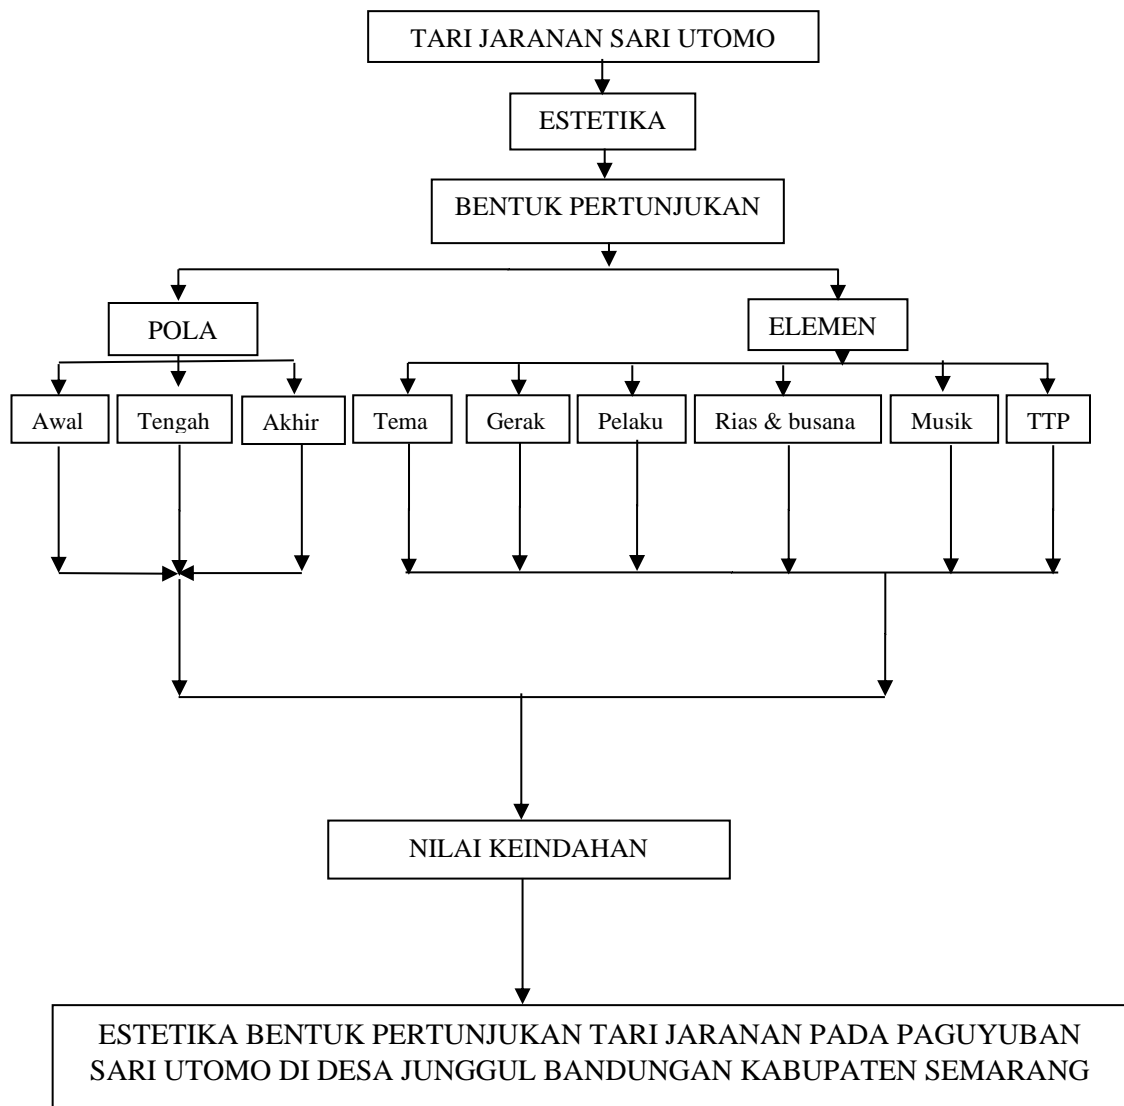 TARI JARANAN SARI UTOMO
ESTETIKA
BENTUK PERTUNJUKAN
POLA
ELEMEN
Awal
Tengah
Akhir
Tema
Gerak
Pelaku
Rias & busana
Musik
TTP
NILAI KEINDAHAN
ESTETIKA BENTUK PERTUNJUKAN TARI JARANAN PADA PAGUYUBAN
SARI UTOMO DI DESA JUNGGUL BANDUNGAN KABUPATEN SEMARANG